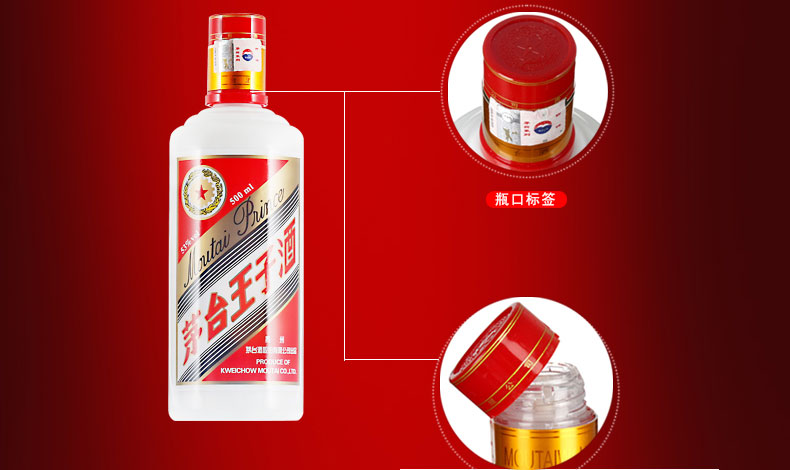 500 ml
53%
Moutai Prince
茅台王子酒
PRODUCE OF
KWEICHOW MOUTAI CO.,LTD.
瓶口标签
MOUTAI